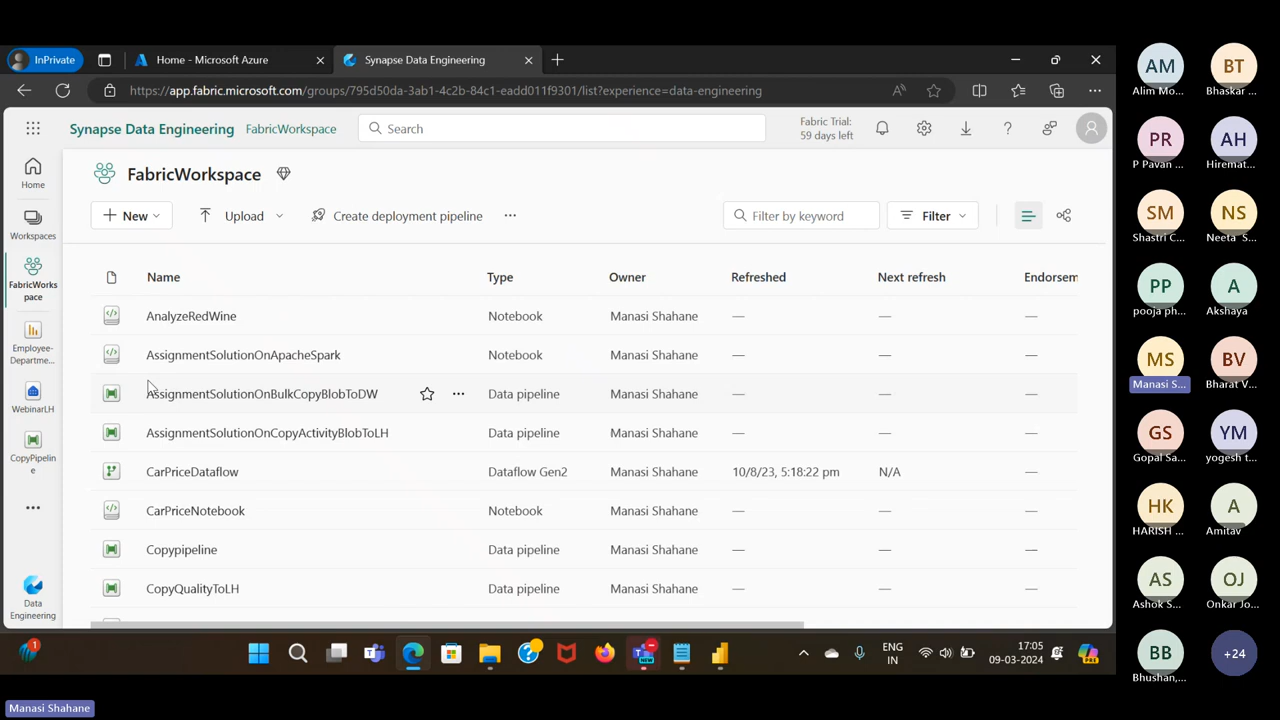 InPrivate
Home - Microsoft Azure
Synapse Data Engineering
https://app.fabric.microsoft.com/groups/795d50da-3ab1-4c2b-84c1-eadd011f9301/list?experience=data-engineering
Synapse Data Engineering
FabricWorkspace
Search
Fabric Trial:
59 days left
Home
Workspaces
FabricWorks
pace
Employee-
Departme...
WebinarLH
CopyPipelin
e
Data
Engineering
FabricWorkspace
New
Upload
Create deployment pipeline
Filter by keyword
Filter
Name Type Owner Refreshed Next refresh Endorsem
AnalyzeRedWine Notebook Manasi Shahane — — —
AssignmentSolutionOnApacheSpark Notebook Manasi Shahane — — —
AssignmentSolutionOnBulkCopyBlobToDW Data pipeline Manasi Shahane — — —
AssignmentSolutionOnCopyActivityBlobToLH Data pipeline Manasi Shahane — — —
CarPriceDataflow Dataflow Gen2 Manasi Shahane 10/8/23, 5:18:22 pm N/A —
CarPriceNotebook Notebook Manasi Shahane — — —
Copypipeline Data pipeline Manasi Shahane — — —
CopyQualityToLH Data pipeline Manasi Shahane — — —
1
NEW
ENG
IN
17:05
09-03-2024
PRE
Manasi Shahane
AM
Alim Mo...
BT
Bhaskar ...
PR
P Pavan ...
AH
Hiremat...
SM
Shastri C...
NS
Neeta S...
PP
pooja ph...
A
Akshaya
MS
Manasi S...
BV
Bharat V...
GS
Gopal Sa...
YM
yogesh t...
HK
HARISH ...
A
Amitav
AS
Ashok S...
OJ
Onkar Jo...
BB
Bhushan,...
+24